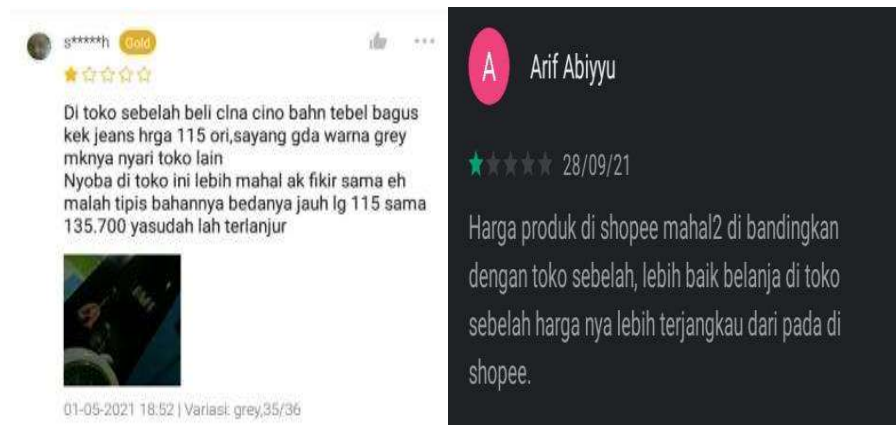 s*****h Gold
Di toko sebelah beli clna cino bahn tebel bagus
kek jeans hrga 115 ori,sayang gda warna grey
mknya nyari toko lain
Nyoba di toko ini lebih mahal ak fikir sama eh
malah tipis bahannya bedanya jauh lg 115 sama
135.700 yasudah lah terlanjur
01-05-2021 18:52 | Variasi: grey,35/36
A Arif Abiyyu
28/09/21
Harga produk di shopee mahal2 di bandingkan
dengan toko sebelah, lebih baik belanja di toko
sebelah harga nya lebih terjangkau dari pada di
shopee.